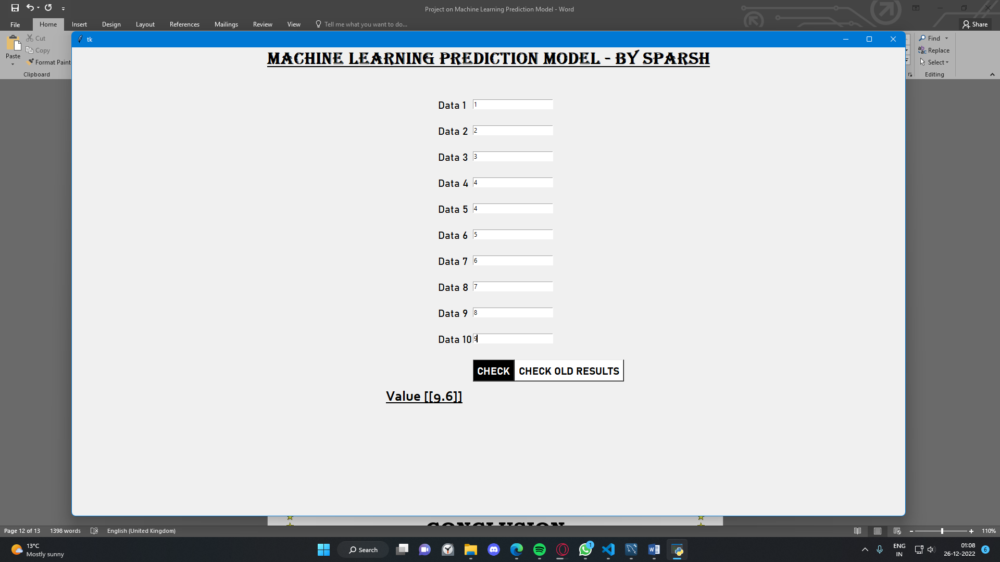 Project on Machine Learning Prediction Model - Word
File Home Insert Design Layout References Mailings Review View Tell me what you want to do... Share
Paste
Cut
Copy
Format Paint
Clipboard
Find
Replace
Select
Editing
tk
MACHINE LEARNING PREDICTION MODEL - BY SPARSH
Data 1 1
Data 2 2
Data 3 3
Data 4 4
Data 5 4
Data 6 5
Data 7 6
Data 8 7
Data 9 8
Data 10 9
CHECK CHECK OLD RESULTS
Value [[9.6]]
CONCLUSION
Page 12 of 13 1398 words English (United Kingdom) 110%
13°C
Mostly sunny
Search
1
ENG
IN
01:08
26-12-2022
6